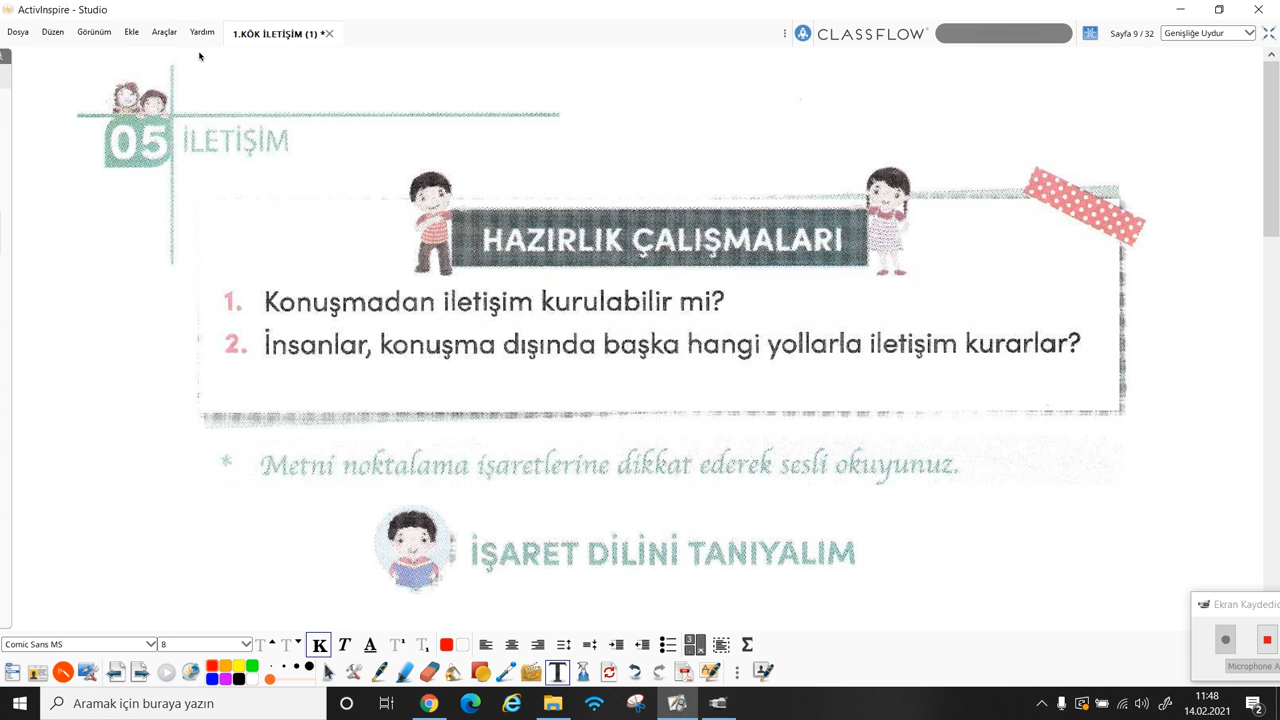 ActivInspire - Studio
Dosya Düzen Görünüm Ekle Araçlar Yardım
1.KÖK İLETİŞİM (1) *
CLASSFLOW
Sayfa 9 / 32
Genişliğe Uydur
05 İLETİŞİM
HAZIRLIK ÇALIŞMALARI
1. Konuşmadan iletişim kurulabilir mi?
2. İnsanlar, konuşma dışında başka hangi yollarla iletişim kurarlar?
* Metni noktalama işaretlerine dikkat ederek sesli okuyunuz.
İŞARET DİLİNİ TANIYALIM
Ekran Kaydedic
Microphone A
Comic Sans MS
8
Aramak için buraya yazın
11:48
14.02.2021
2